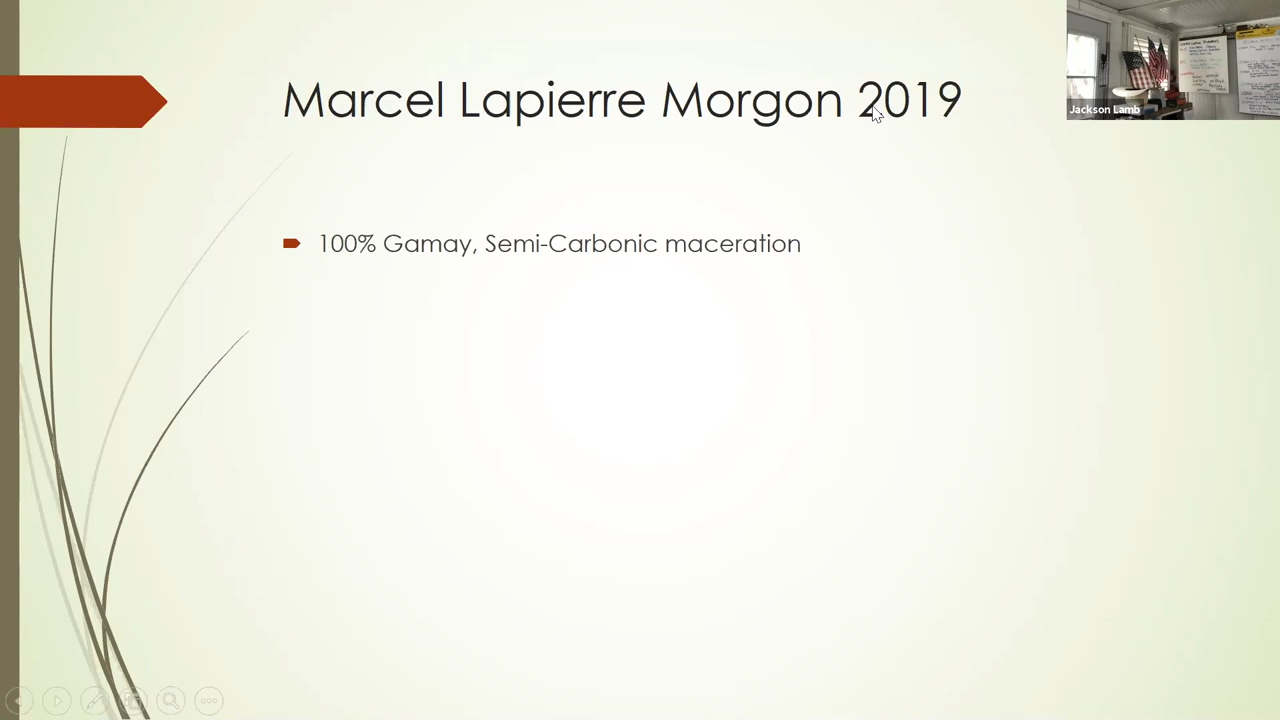 Marcel Lapierre Morgon 2019
Jackson Lamb
100% Gamay, Semi-Carbonic maceration